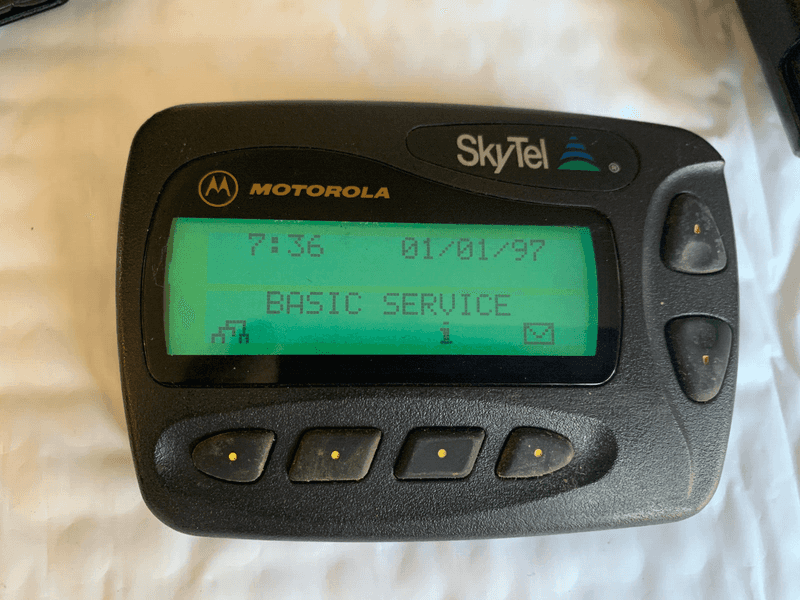 SkyTel ®
MOTOROLA
7:36 01/01/97
BASIC SERVICE
i